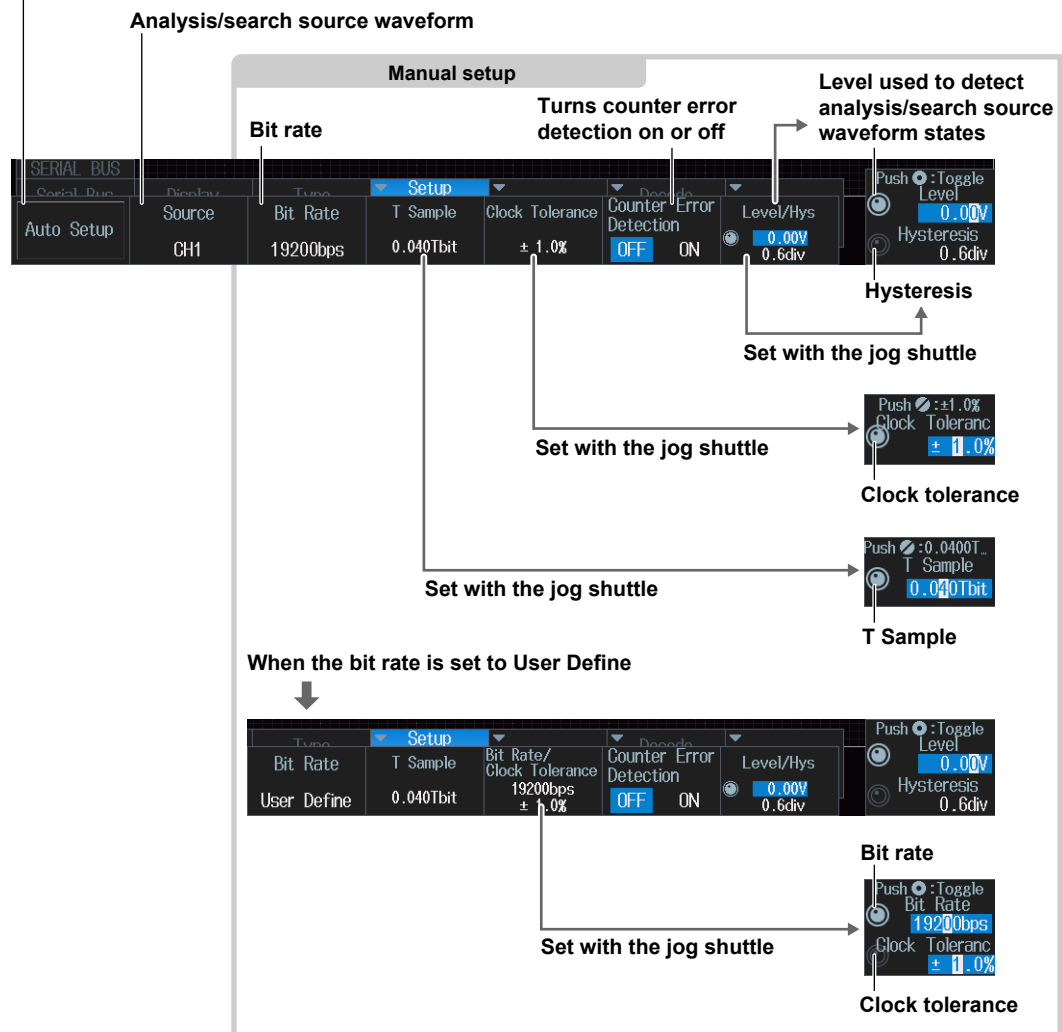 Analysis/search source waveform
Manual setup
Level used to detect
analysis/search source
waveform states
Turns counter error
detection on or off
Bit rate
SERIAL BUS
Serial Bus
Display
Type
Setup
Decode
Auto Setup
Source
CH1
Bit Rate
19200bps
T Sample
0.040Tbit
Clock Tolerance
± 1.0%
Counter Error
Detection
OFF ON
Level/Hys
0.00V
0.6div
Push :Toggle
Level
0.00V
Hysteresis
0.6div
Hysteresis
Set with the jog shuttle
Push :±1.0%
Clock Toleranc
± 1.0%
Set with the jog shuttle
Clock tolerance
Push :0.0400T…
T Sample
0.040Tbit
Set with the jog shuttle
T Sample
When the bit rate is set to User Define
Type
Setup
Decode
Bit Rate
User Define
T Sample
0.040Tbit
Bit Rate/
Clock Tolerance
19200bps
± 1.0%
Counter Error
Detection
OFF ON
Level/Hys
0.00V
0.6div
Push :Toggle
Level
0.00V
Hysteresis
0.6div
Bit rate
Push :Toggle
Bit Rate
19200bps
Clock Toleranc
± 1.0%
Set with the jog shuttle
Clock tolerance